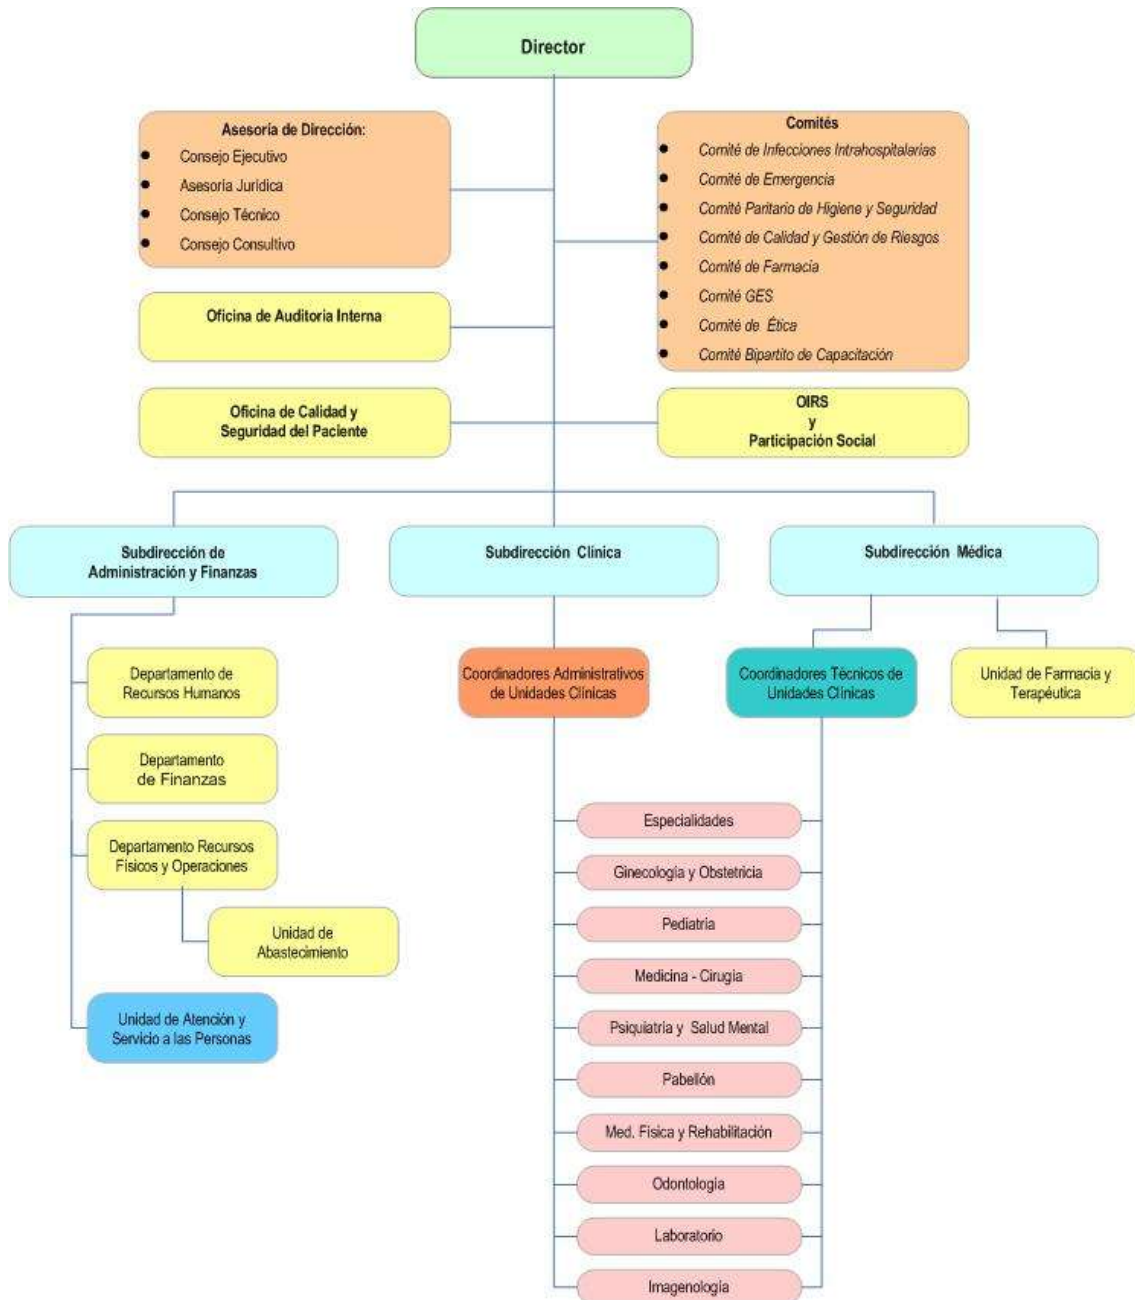 Director
Asesoría de Dirección:
Consejo Ejecutivo
Asesoría Jurídica
Consejo Técnico
Consejo Consultivo
Comités
Comité de Infecciones Intrahospitalarias
Comité de Emergencia
Comité Paritario de Higiene y Seguridad
Comité de Calidad y Gestión de Riesgos
Comité de Farmacia
Comité GES
Comité de Ética
Comité Bipartito de Capacitación
Oficina de Auditoria Interna
Oficina de Calidad y
Seguridad del Paciente
OIRS
y
Participación Social
Subdirección de
Administración y Finanzas
Subdirección Clínica
Subdirección Médica
Departamento de
Recursos Humanos
Departamento
de Finanzas
Departamento Recursos
Físicos y Operaciones
Unidad de
Abastecimiento
Unidad de Atención y
Servicio a las Personas
Coordinadores Administrativos
de Unidades Clínicas
Coordinadores Técnicos de
Unidades Clínicas
Unidad de Farmacia y
Terapéutica
Especialidades
Ginecología y Obstetricia
Pediatría
Medicina - Cirugía
Psiquiatría y Salud Mental
Pabellón
Med. Física y Rehabilitación
Odontología
Laboratorio
Imagenología